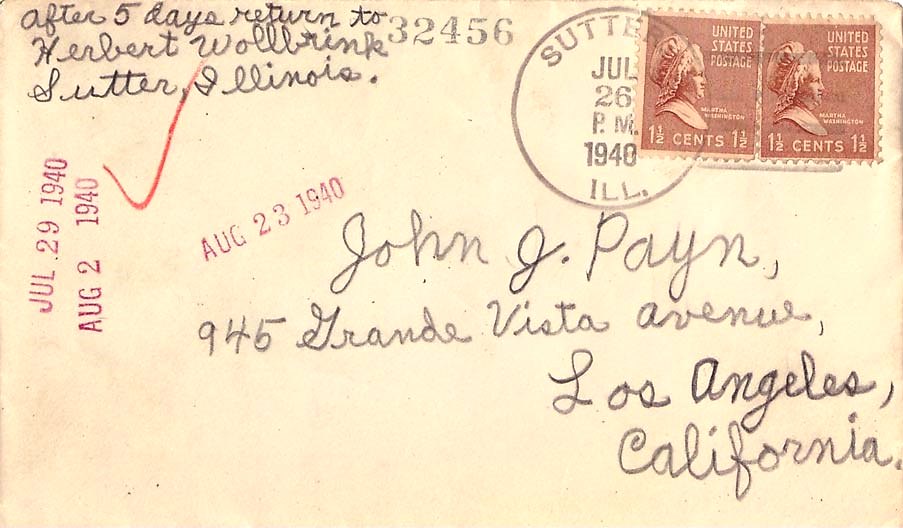 after 5 days return to
Herbert Wollbrink
Sutter, Illinois.
32456
SUTTER
JUL
26
P.M.
1940
ILL.
UNITED
STATES
POSTAGE
MARTHA
WASHINGTON
1½ CENTS 1½
UNITED
STATES
POSTAGE
MARTHA
WASHINGTON
1½ CENTS 1½
JUL 29 1940
AUG 2 1940
AUG 23 1940
John J. Payn,
945 Grande Vista avenue,
Los Angeles,
California.